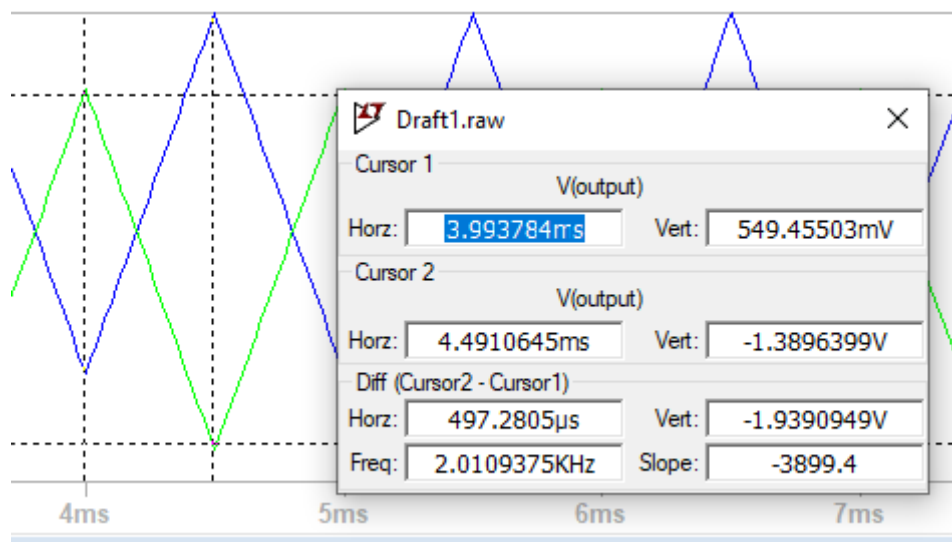 Draft1.raw
Cursor 1
V(output)
Horz: 3.993784ms Vert: 549.45503mV
Cursor 2
V(output)
Horz: 4.4910645ms Vert: -1.3896399V
Diff (Cursor2 - Cursor1)
Horz: 497.2805µs Vert: -1.9390949V
Freq: 2.0109375KHz Slope: -3899.4
4ms 5ms 6ms 7ms